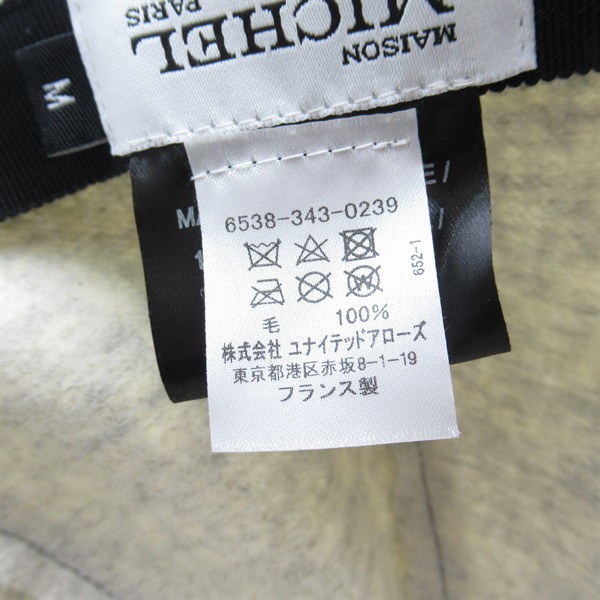 MAISON
MICHEL
PARIS
M
6538-343-0239
652-1
毛 100%
株式会社 ユナイテッドアローズ
東京都港区赤坂8-1-19
フランス製